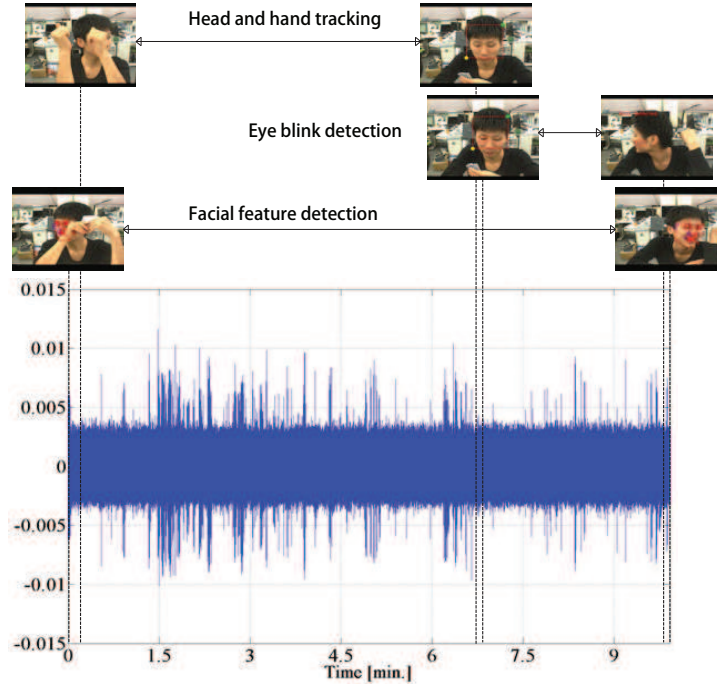 Head and hand tracking
Eye blink detection
Facial feature detection
0.015
0.01
0.005
0
-0.005
-0.01
-0.015
0 1.5 3 4.5 6 7.5 9
Time [min.]